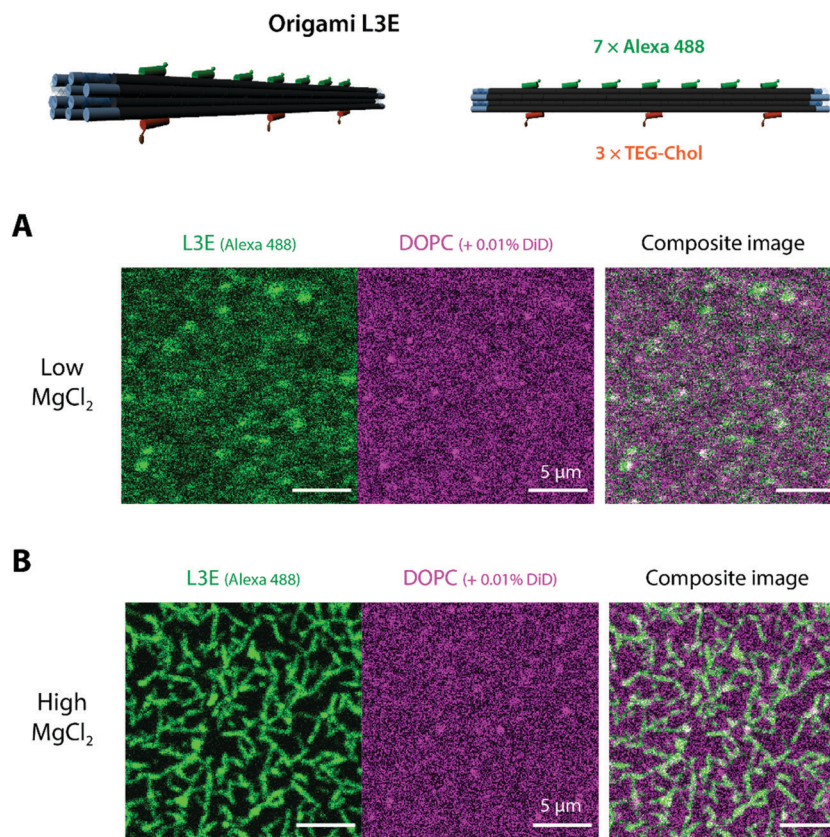 Origami L3E
7 × Alexa 488
3 × TEG-Chol
A
L3E (Alexa 488)
DOPC (+ 0.01% DiD)
Composite image
Low
MgCl₂
5 μm
B
L3E (Alexa 488)
DOPC (+ 0.01% DiD)
Composite image
High
MgCl₂
5 μm